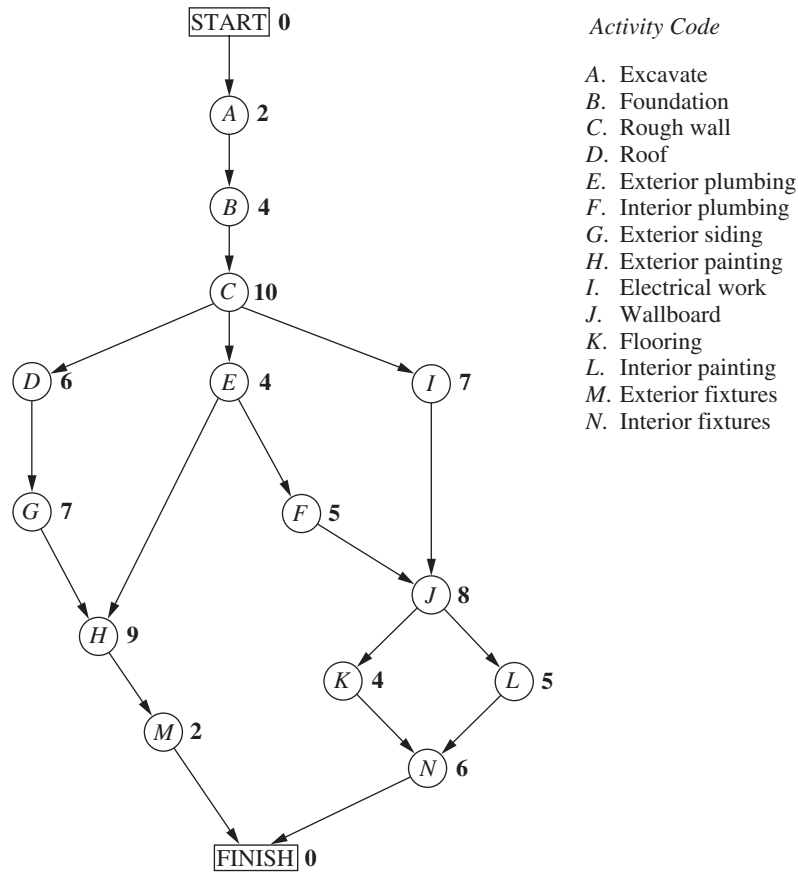 START 0
A 2
B 4
C 10
D 6
E 4
I 7
G 7
F 5
J 8
H 9
K 4
L 5
M 2
N 6
FINISH 0
Activity Code
A. Excavate
B. Foundation
C. Rough wall
D. Roof
E. Exterior plumbing
F. Interior plumbing
G. Exterior siding
H. Exterior painting
I. Electrical work
J. Wallboard
K. Flooring
L. Interior painting
M. Exterior fixtures
N. Interior fixtures